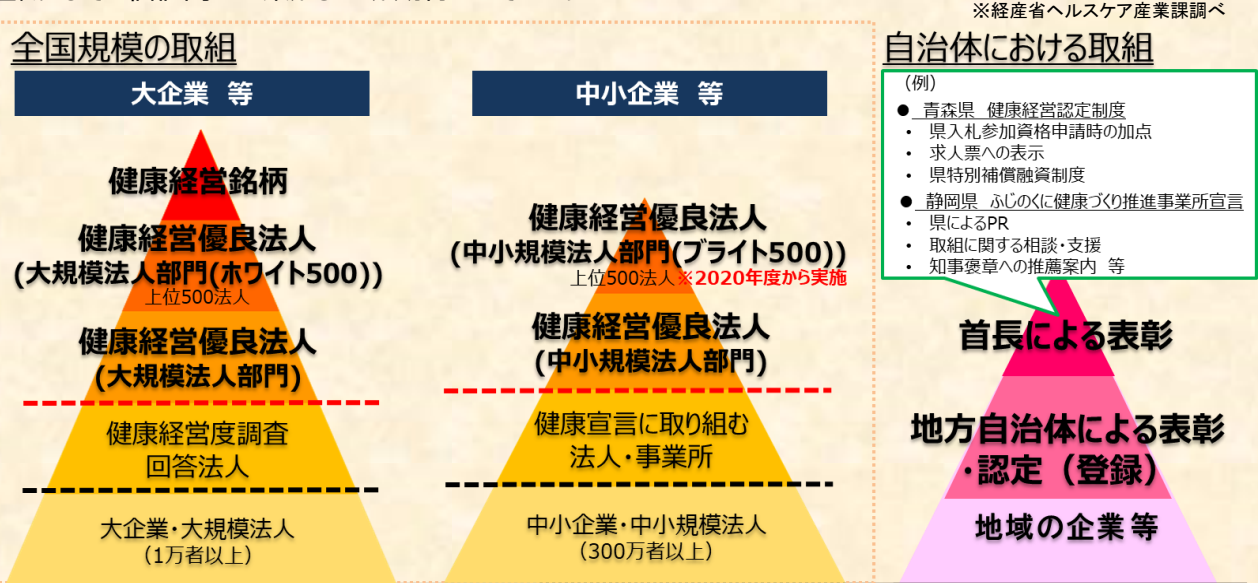 ※経産省ヘルスケア産業課調べ
全国規模の取組
大企業 等
健康経営銘柄
健康経営優良法人
(大規模法人部門(ホワイト500))
上位500法人
健康経営優良法人
(大規模法人部門)
健康経営度調査
回答法人
大企業・大規模法人
(1万者以上)
中小企業 等
健康経営優良法人
(中小規模法人部門(ブライト500))
上位500法人※2020年度から実施
健康経営優良法人
(中小規模法人部門)
健康宣言に取り組む
法人・事業所
中小企業・中小規模法人
(300万者以上)
自治体における取組
(例)
● 青森県 健康経営認定制度
・ 県入札参加資格申請時の加点
・ 求人票への表示
・ 県特別補償融資制度
● 静岡県 ふじのくに健康づくり推進事業所宣言
・ 県によるPR
・ 取組に関する相談・支援
・ 知事褒章への推薦案内 等
首長による表彰
地方自治体による表彰
・認定(登録)
地域の企業等